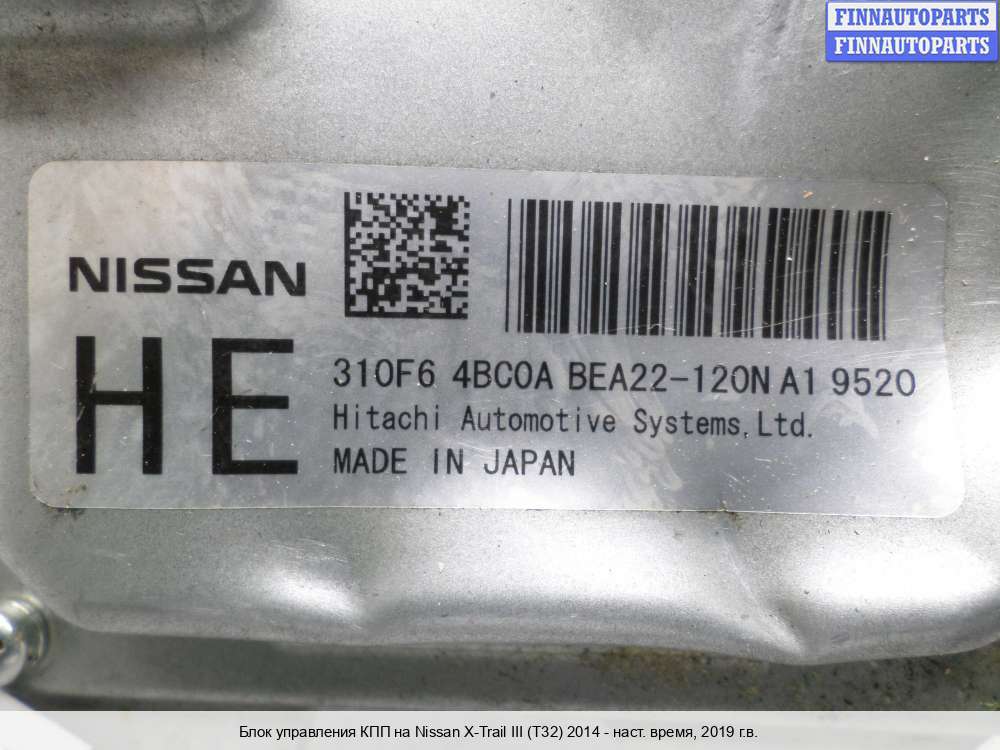 FINNAUTOPARTS
FINNAUTOPARTS
NISSAN
HE
310F6 4BC0A BEA22-120N A1 9520
Hitachi Automotive Systems,Ltd.
MADE IN JAPAN
Блок управления КПП на Nissan X-Trail III (T32) 2014 - наст. время, 2019 г.в.